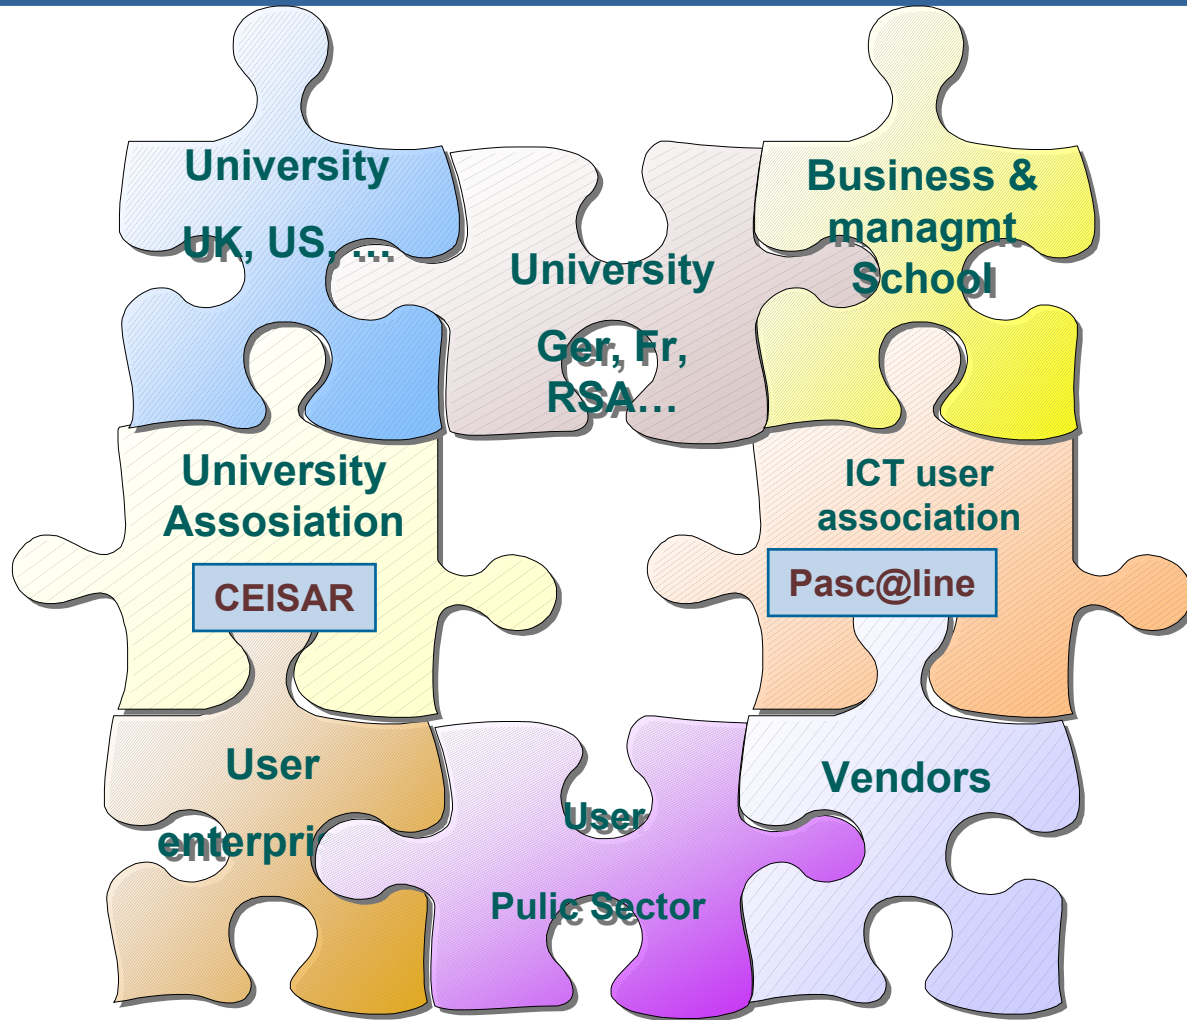 University
UK, US, ...
Business &
managmt
School
University
Ger, Fr,
RSA...
University
Assosiation
CEISAR
ICT user
association
Pasc@line
User
enterpri
User
Pulic Sector
Vendors